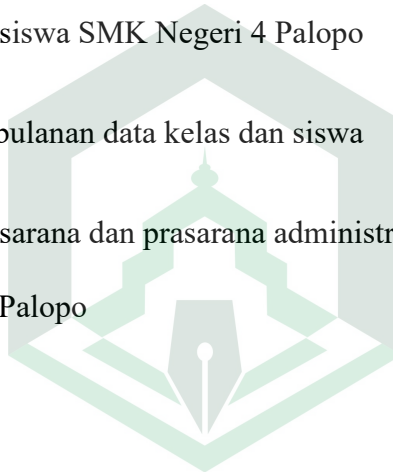 siswa SMK Negeri 4 Palopo
bulanan data kelas dan siswa
sarana dan prasarana administr
Palopo